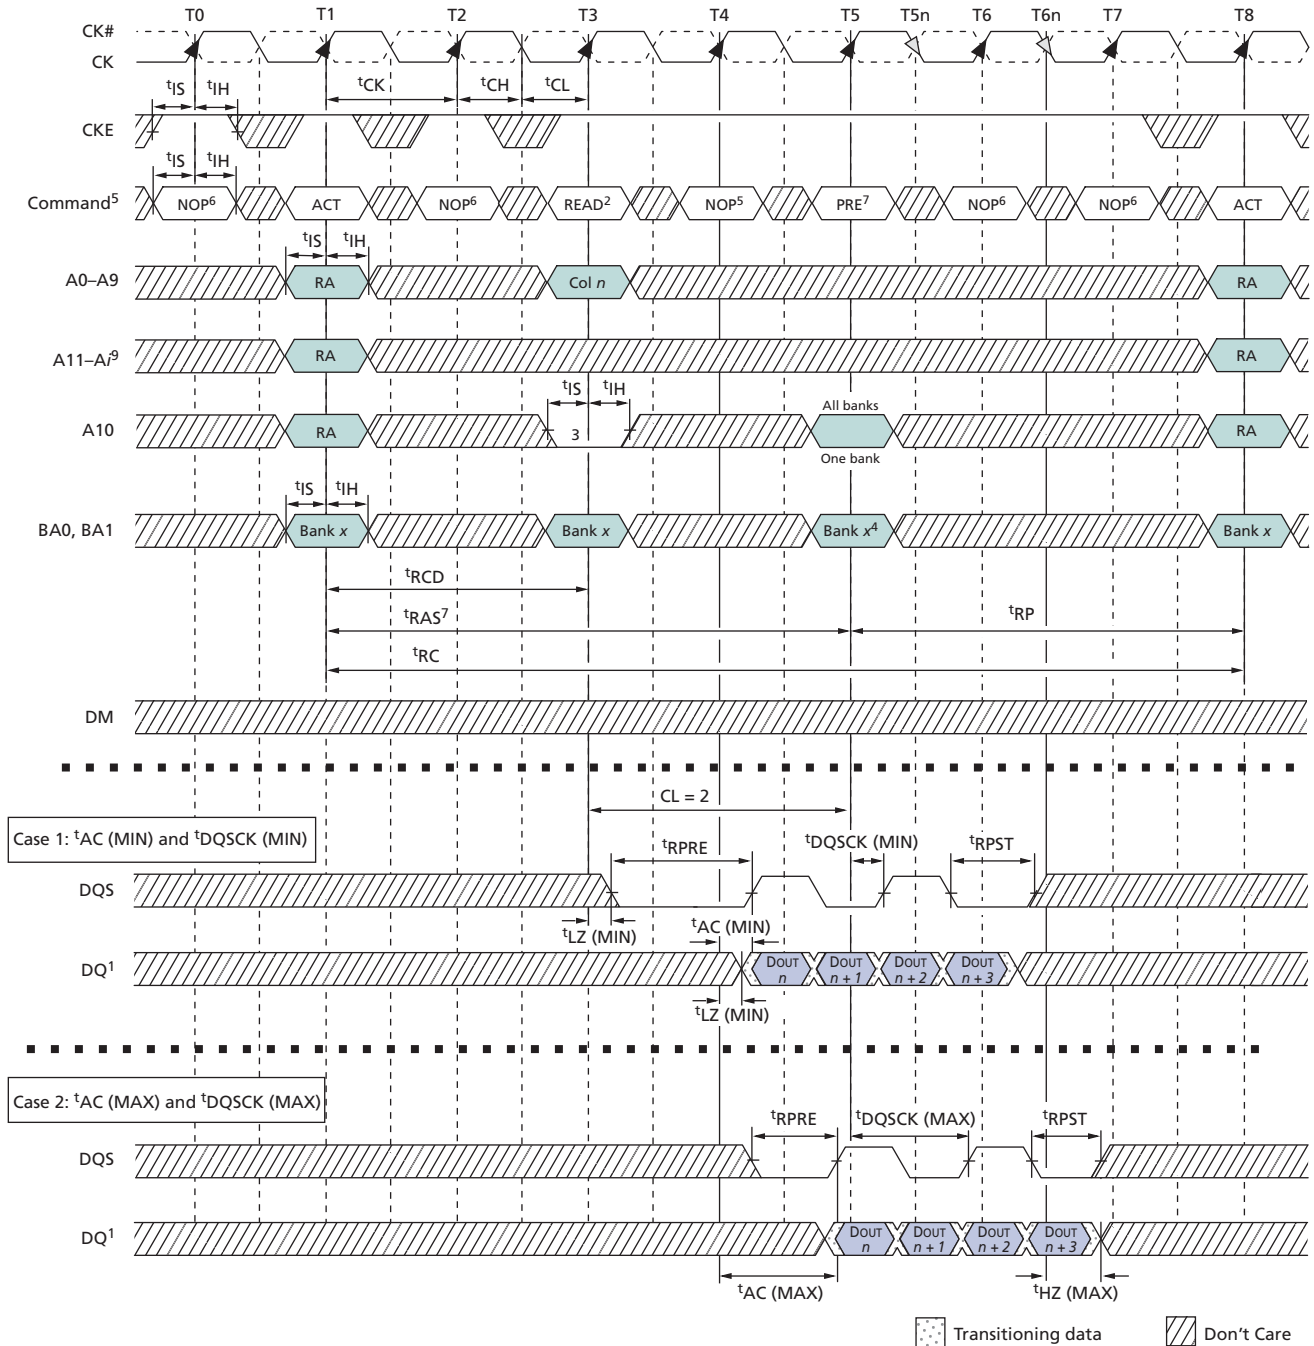 T0 T1 T2 T3 T4 T5 T5n T6 T6n T7 T8
CK#
CK
tIS tIH tCK tCH tCL
CKE
tIS tIH
Command5 NOP6 ACT NOP6 READ2 NOP5 PRE7 NOP6 NOP6 ACT
tIS tIH
A0–A9 RA Col n RA
A11–Ai9 RA RA
tIS tIH All banks
A10 RA 3 RA
One bank
tIS tIH
BA0, BA1 Bank x Bank x Bank x4 Bank x
tRCD
tRAS7 tRP
tRC
DM
CL = 2
Case 1: tAC (MIN) and tDQSCK (MIN)
tRPRE tDQSCK (MIN) tRPST
DQS
tLZ (MIN) tAC (MIN)
DQ1 DOUT n DOUT n + 1 DOUT n + 2 DOUT n + 3
tLZ (MIN)
Case 2: tAC (MAX) and tDQSCK (MAX)
tRPRE tDQSCK (MAX) tRPST
DQS
DQ1 DOUT n DOUT n + 1 DOUT n + 2 DOUT n + 3
tAC (MAX) tHZ (MAX)
Transitioning data Don't Care